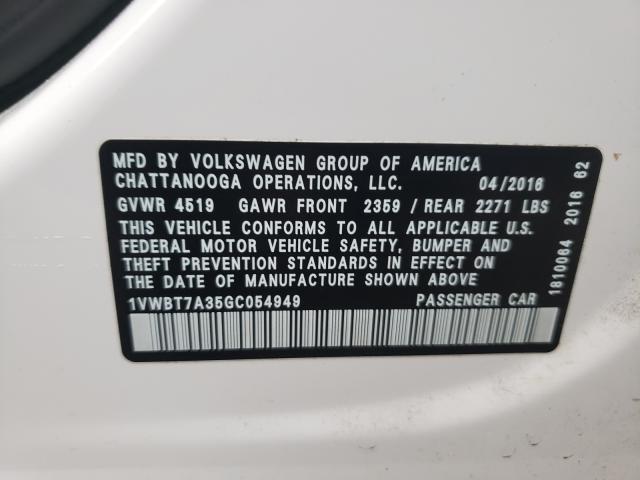 MFD BY VOLKSWAGEN GROUP OF AMERICA
CHATTANOOGA OPERATIONS, LLC. 04/2016
GVWR 4519 GAWR FRONT 2359 / REAR 2271 LBS
THIS VEHICLE CONFORMS TO ALL APPLICABLE U.S.
FEDERAL MOTOR VEHICLE SAFETY, BUMPER AND
THEFT PREVENTION STANDARDS IN EFFECT ON
THE DATE OF MANUFACTURE SHOWN ABOVE
1VWBT7A35GC054949 PASSENGER CAR
1810064 2016 62